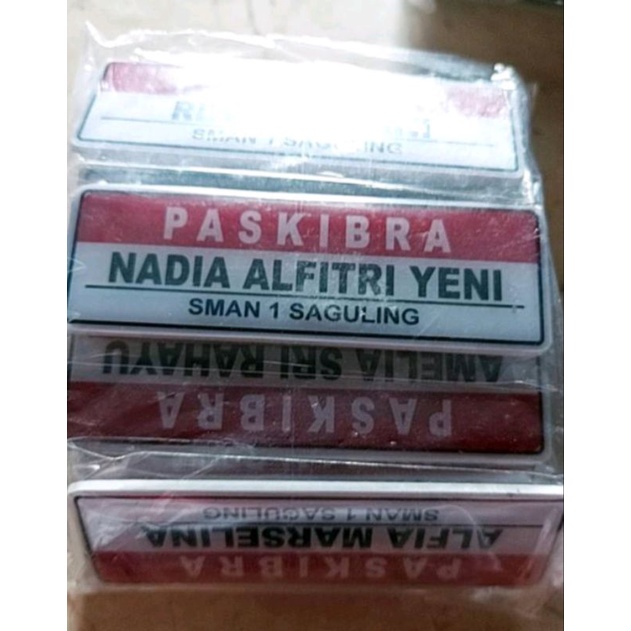 SMAN 1 SAGULING
PASKIBRA
NADIA ALFITRI YENI
SMAN 1 SAGULING
AMELIA SRI RAHAYU
PASKIBRA
SMAN 1 SAGULING
ALFIA MARSELINA
PASKIBRA